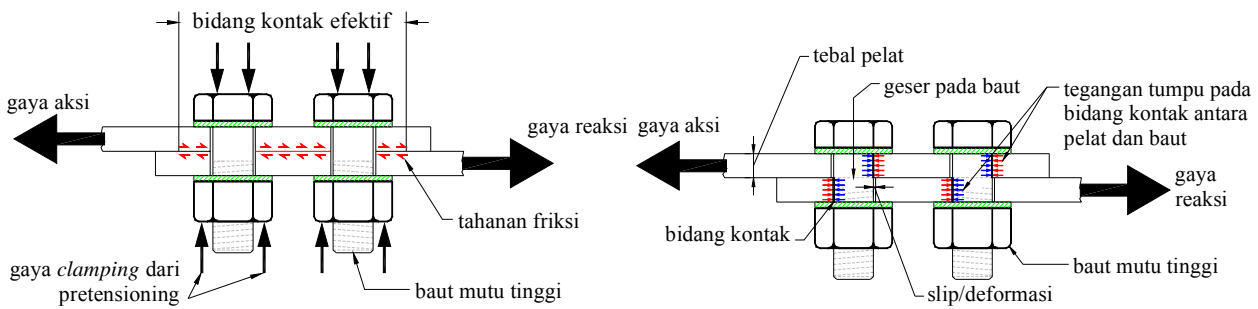 bidang kontak efektif
gaya aksi
gaya reaksi
tahanan friksi
gaya clamping dari
pretensioning
baut mutu tinggi
tebal pelat
geser pada baut
tegangan tumpu pada
bidang kontak antara
pelat dan baut
gaya aksi
gaya
reaksi
bidang kontak
baut mutu tinggi
slip/deformasi